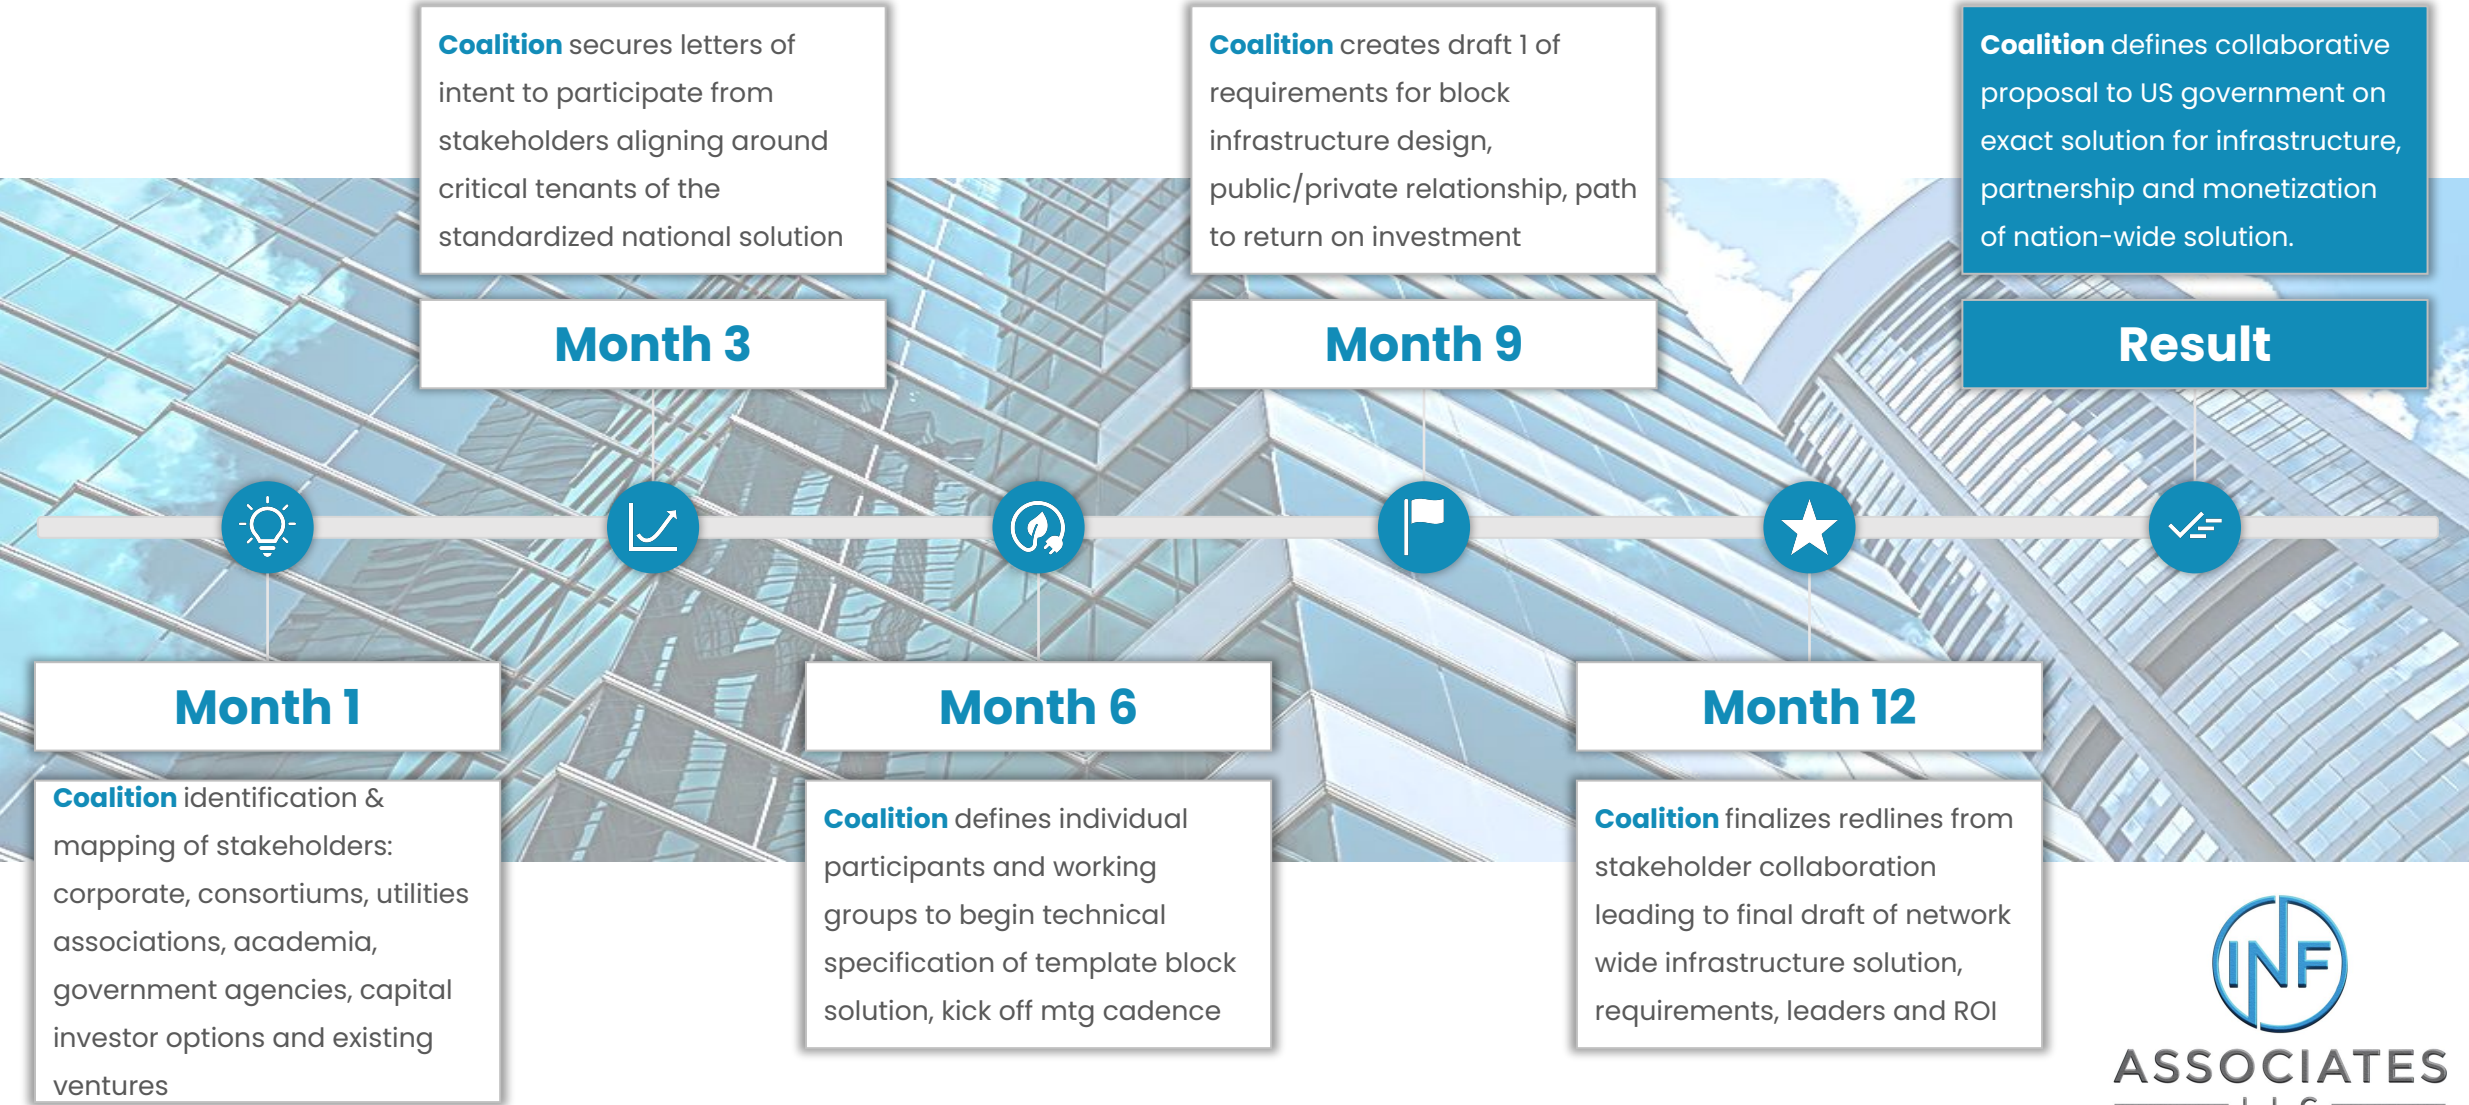 Coalition secures letters of
intent to participate from
stakeholders aligning around
critical tenants of the
standardized national solution
Month 3
Coalition creates draft 1 of
requirements for block
infrastructure design,
public/private relationship, path
to return on investment
Month 9
Coalition defines collaborative
proposal to US government on
exact solution for infrastructure,
partnership and monetization
of nation-wide solution.
Result
Month 1
Coalition identification &
mapping of stakeholders:
corporate, consortiums, utilities
associations, academia,
government agencies, capital
investor options and existing
ventures
Month 6
Coalition defines individual
participants and working
groups to begin technical
specification of template block
solution, kick off mtg cadence
Month 12
Coalition finalizes redlines from
stakeholder collaboration
leading to final draft of network
wide infrastructure solution,
requirements, leaders and ROI
INF
ASSOCIATES